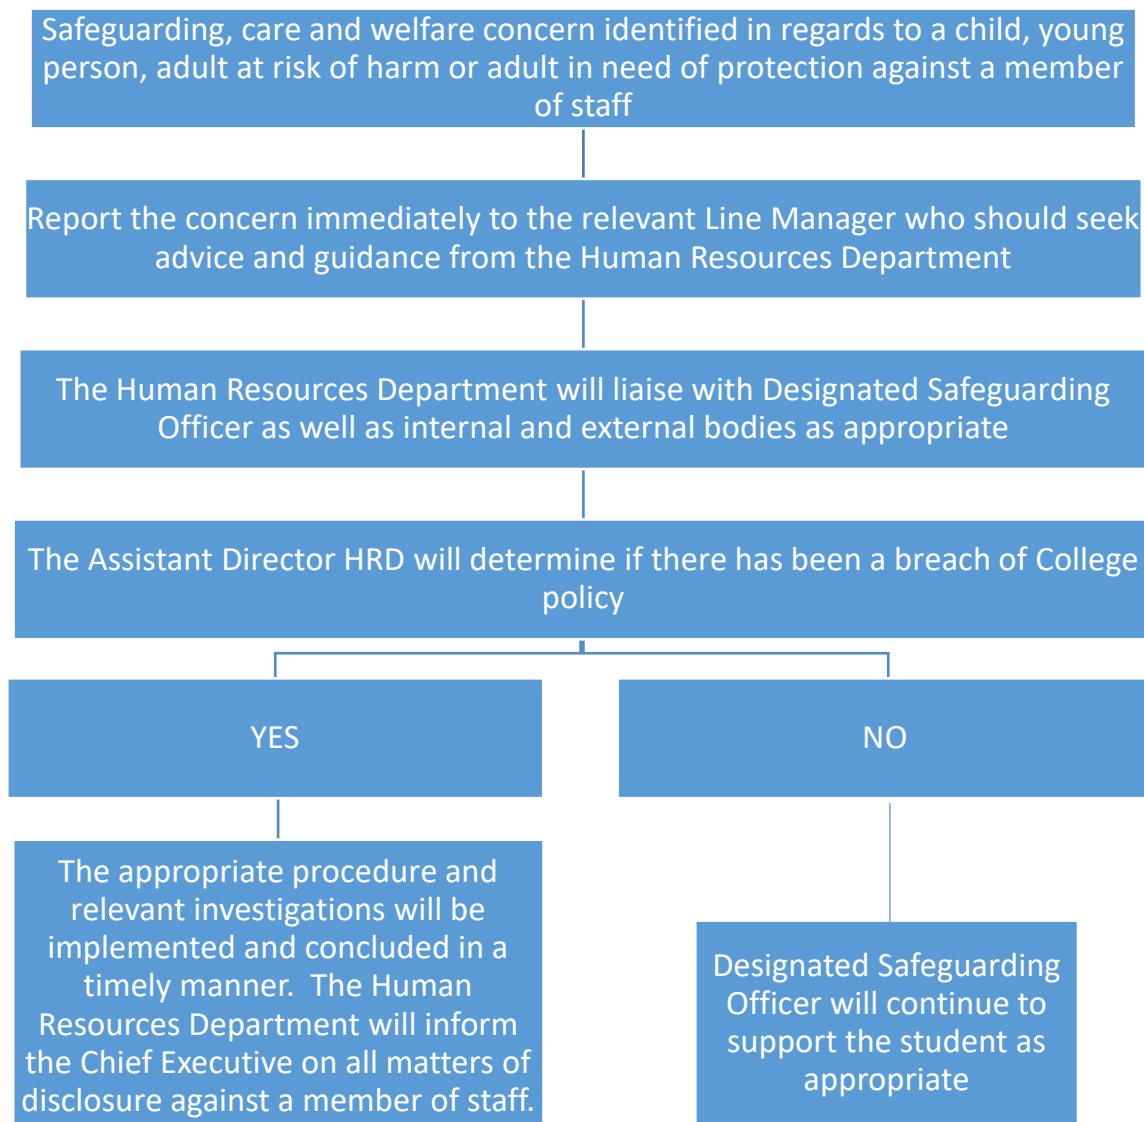 Safeguarding, care and welfare concern identified in regards to a child, young
person, adult at risk of harm or adult in need of protection against a member
of staff
Report the concern immediately to the relevant Line Manager who should seek
advice and guidance from the Human Resources Department
The Human Resources Department will liaise with Designated Safeguarding
Officer as well as internal and external bodies as appropriate
The Assistant Director HRD will determine if there has been a breach of College
policy
YES
NO
The appropriate procedure and
relevant investigations will be
implemented and concluded in a
timely manner.  The Human
Resources Department will inform
the Chief Executive on all matters of
disclosure against a member of staff.
Designated Safeguarding
Officer will continue to
support the student as
appropriate